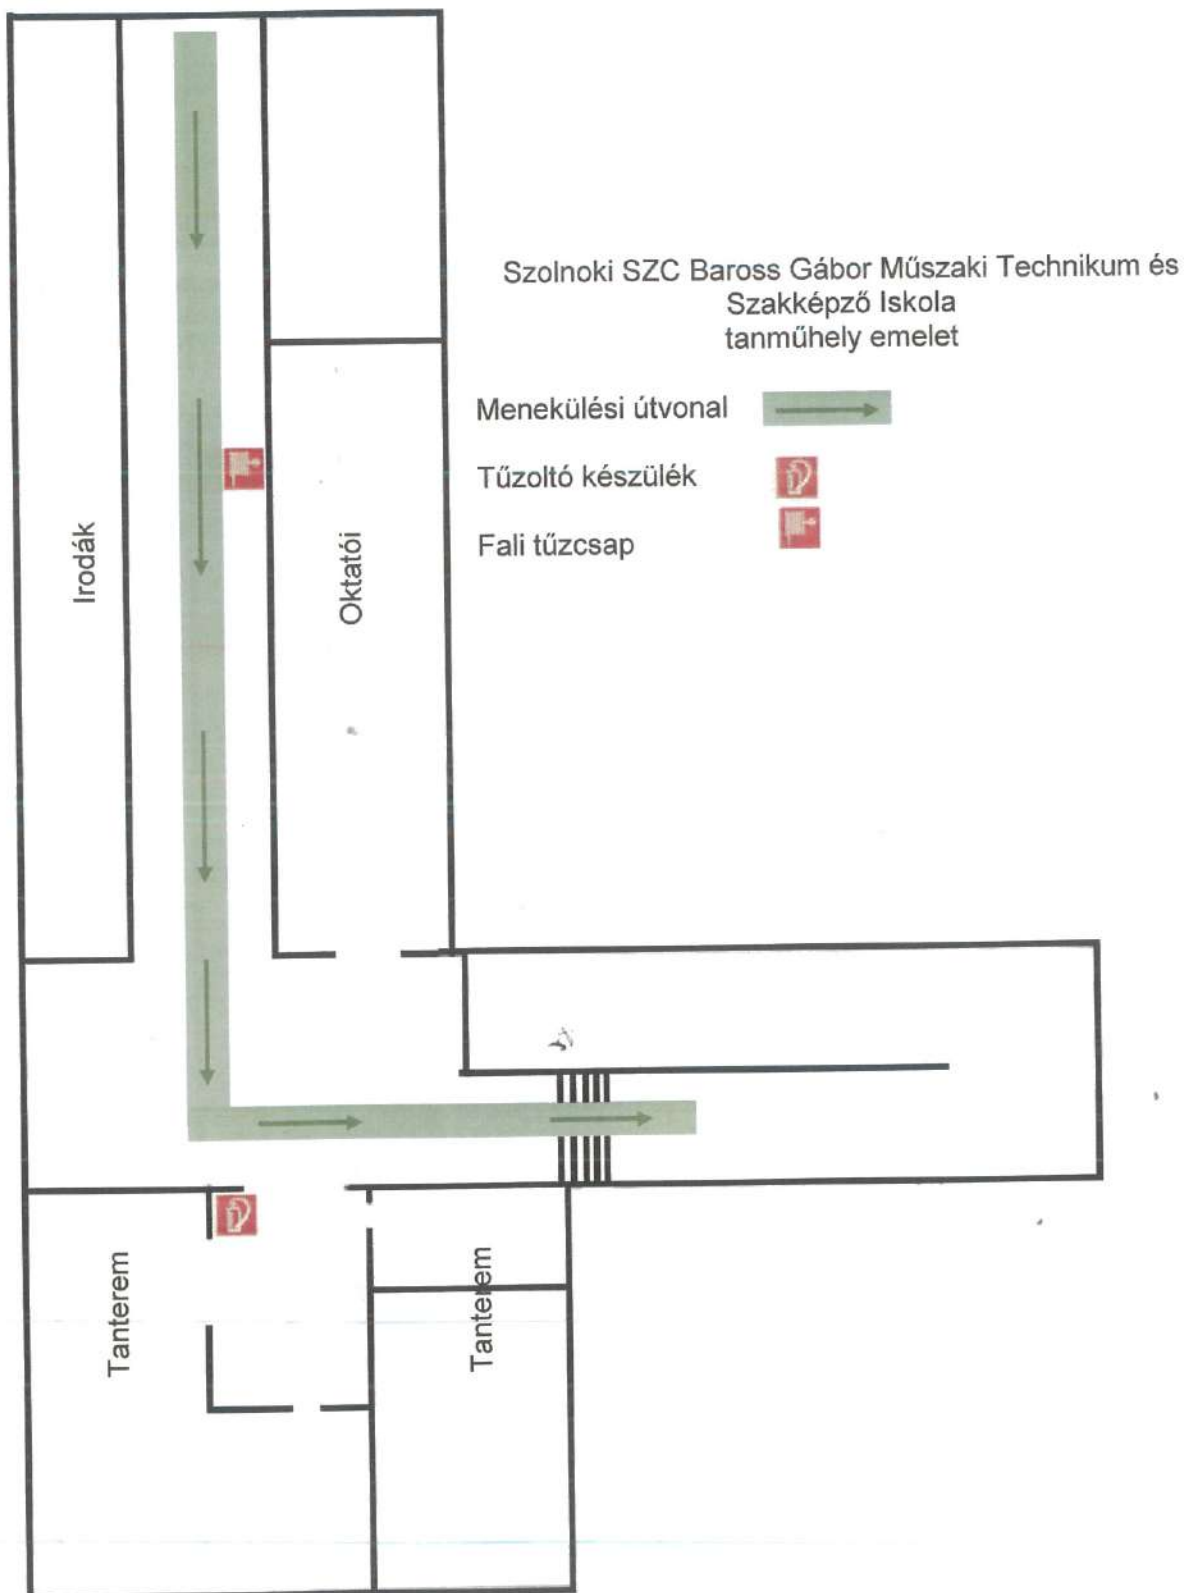 Szolnoki SZC Baross Gábor Műszaki Technikum és
Szakképző Iskola
tanműhely emelet
Menekülési útvonal
Tűzoltó készülék
Fali tűzcsap
Irodák
Oktatói
Tanterem
Tanterem